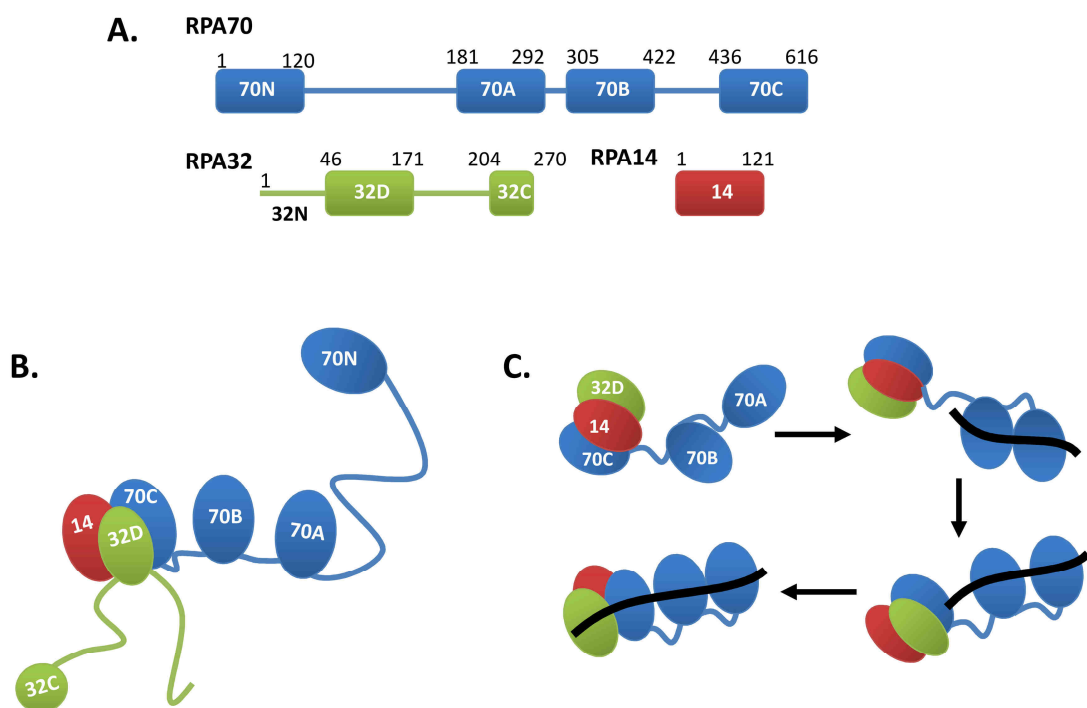 A.
RPA70
1 120 181 292 305 422 436 616
70N 70A 70B 70C
RPA32
1 46 171 204 270
32N 32D 32C
RPA14
1 121
14
B.
70N
70C 70B 70A
14 32D
32C
C.
32D 70A
14
70C 70B